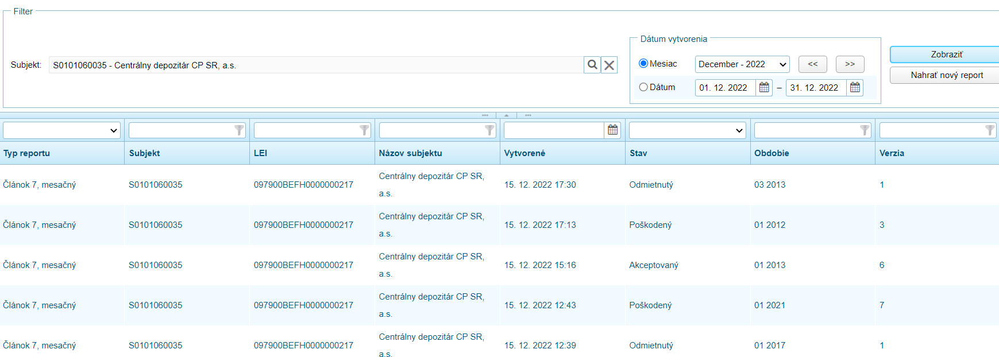 Filter
Dátum vytvorenia
Subjekt: S0101060035 - Centrálny depozitár CP SR, a.s.
Mesiac December - 2022 << >>
Dátum 01. 12. 2022 – 31. 12. 2022
Zobraziť
Nahrať nový report
Typ reportu Subjekt LEI Názov subjektu Vytvorené Stav Obdobie Verzia
Článok 7, mesačný S0101060035 097900BEFH0000000217 Centrálny depozitár CP SR, a.s. 15. 12. 2022 17:30 Odmietnutý 03 2013 1
Článok 7, mesačný S0101060035 097900BEFH0000000217 Centrálny depozitár CP SR, a.s. 15. 12. 2022 17:13 Poškodený 01 2012 3
Článok 7, mesačný S0101060035 097900BEFH0000000217 Centrálny depozitár CP SR, a.s. 15. 12. 2022 15:16 Akceptovaný 01 2013 6
Článok 7, mesačný S0101060035 097900BEFH0000000217 Centrálny depozitár CP SR, a.s. 15. 12. 2022 12:43 Poškodený 01 2021 7
Článok 7, mesačný S0101060035 097900BEFH0000000217 Centrálny depozitár CP SR, a.s. 15. 12. 2022 12:39 Odmietnutý 01 2017 1